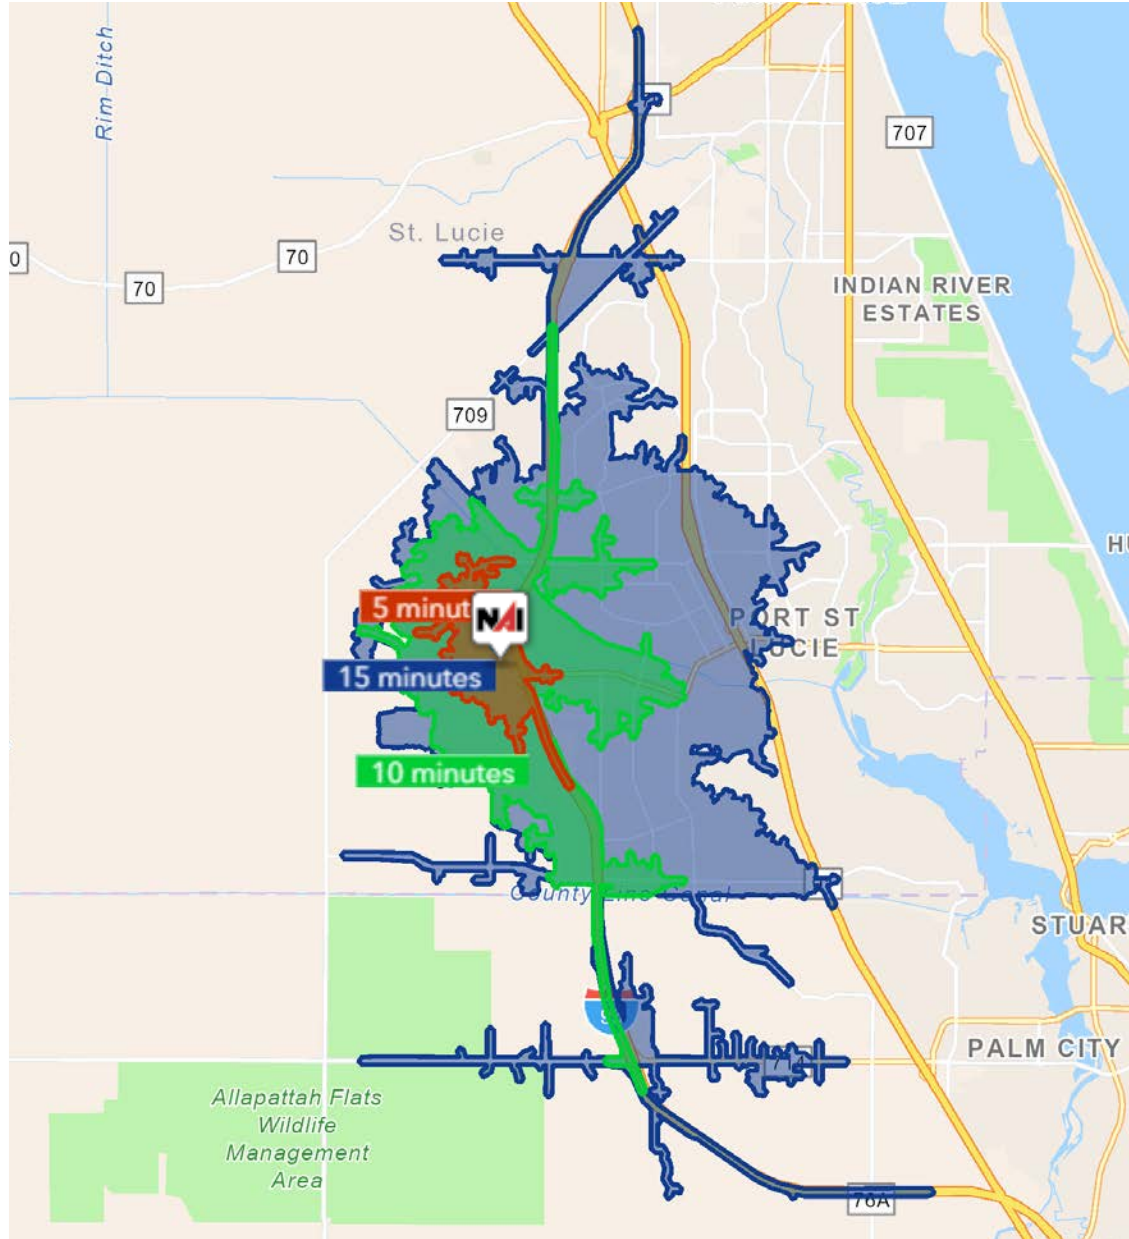 Rim Ditch
707
St. Lucie
70
70
INDIAN RIVER
ESTATES
709
5 minut
NAI
PORT ST
LUCIE
15 minutes
10 minutes
County Line Canal
STUAR
PALM CITY
Allapattah Flats
Wildlife
Management
Area
76A